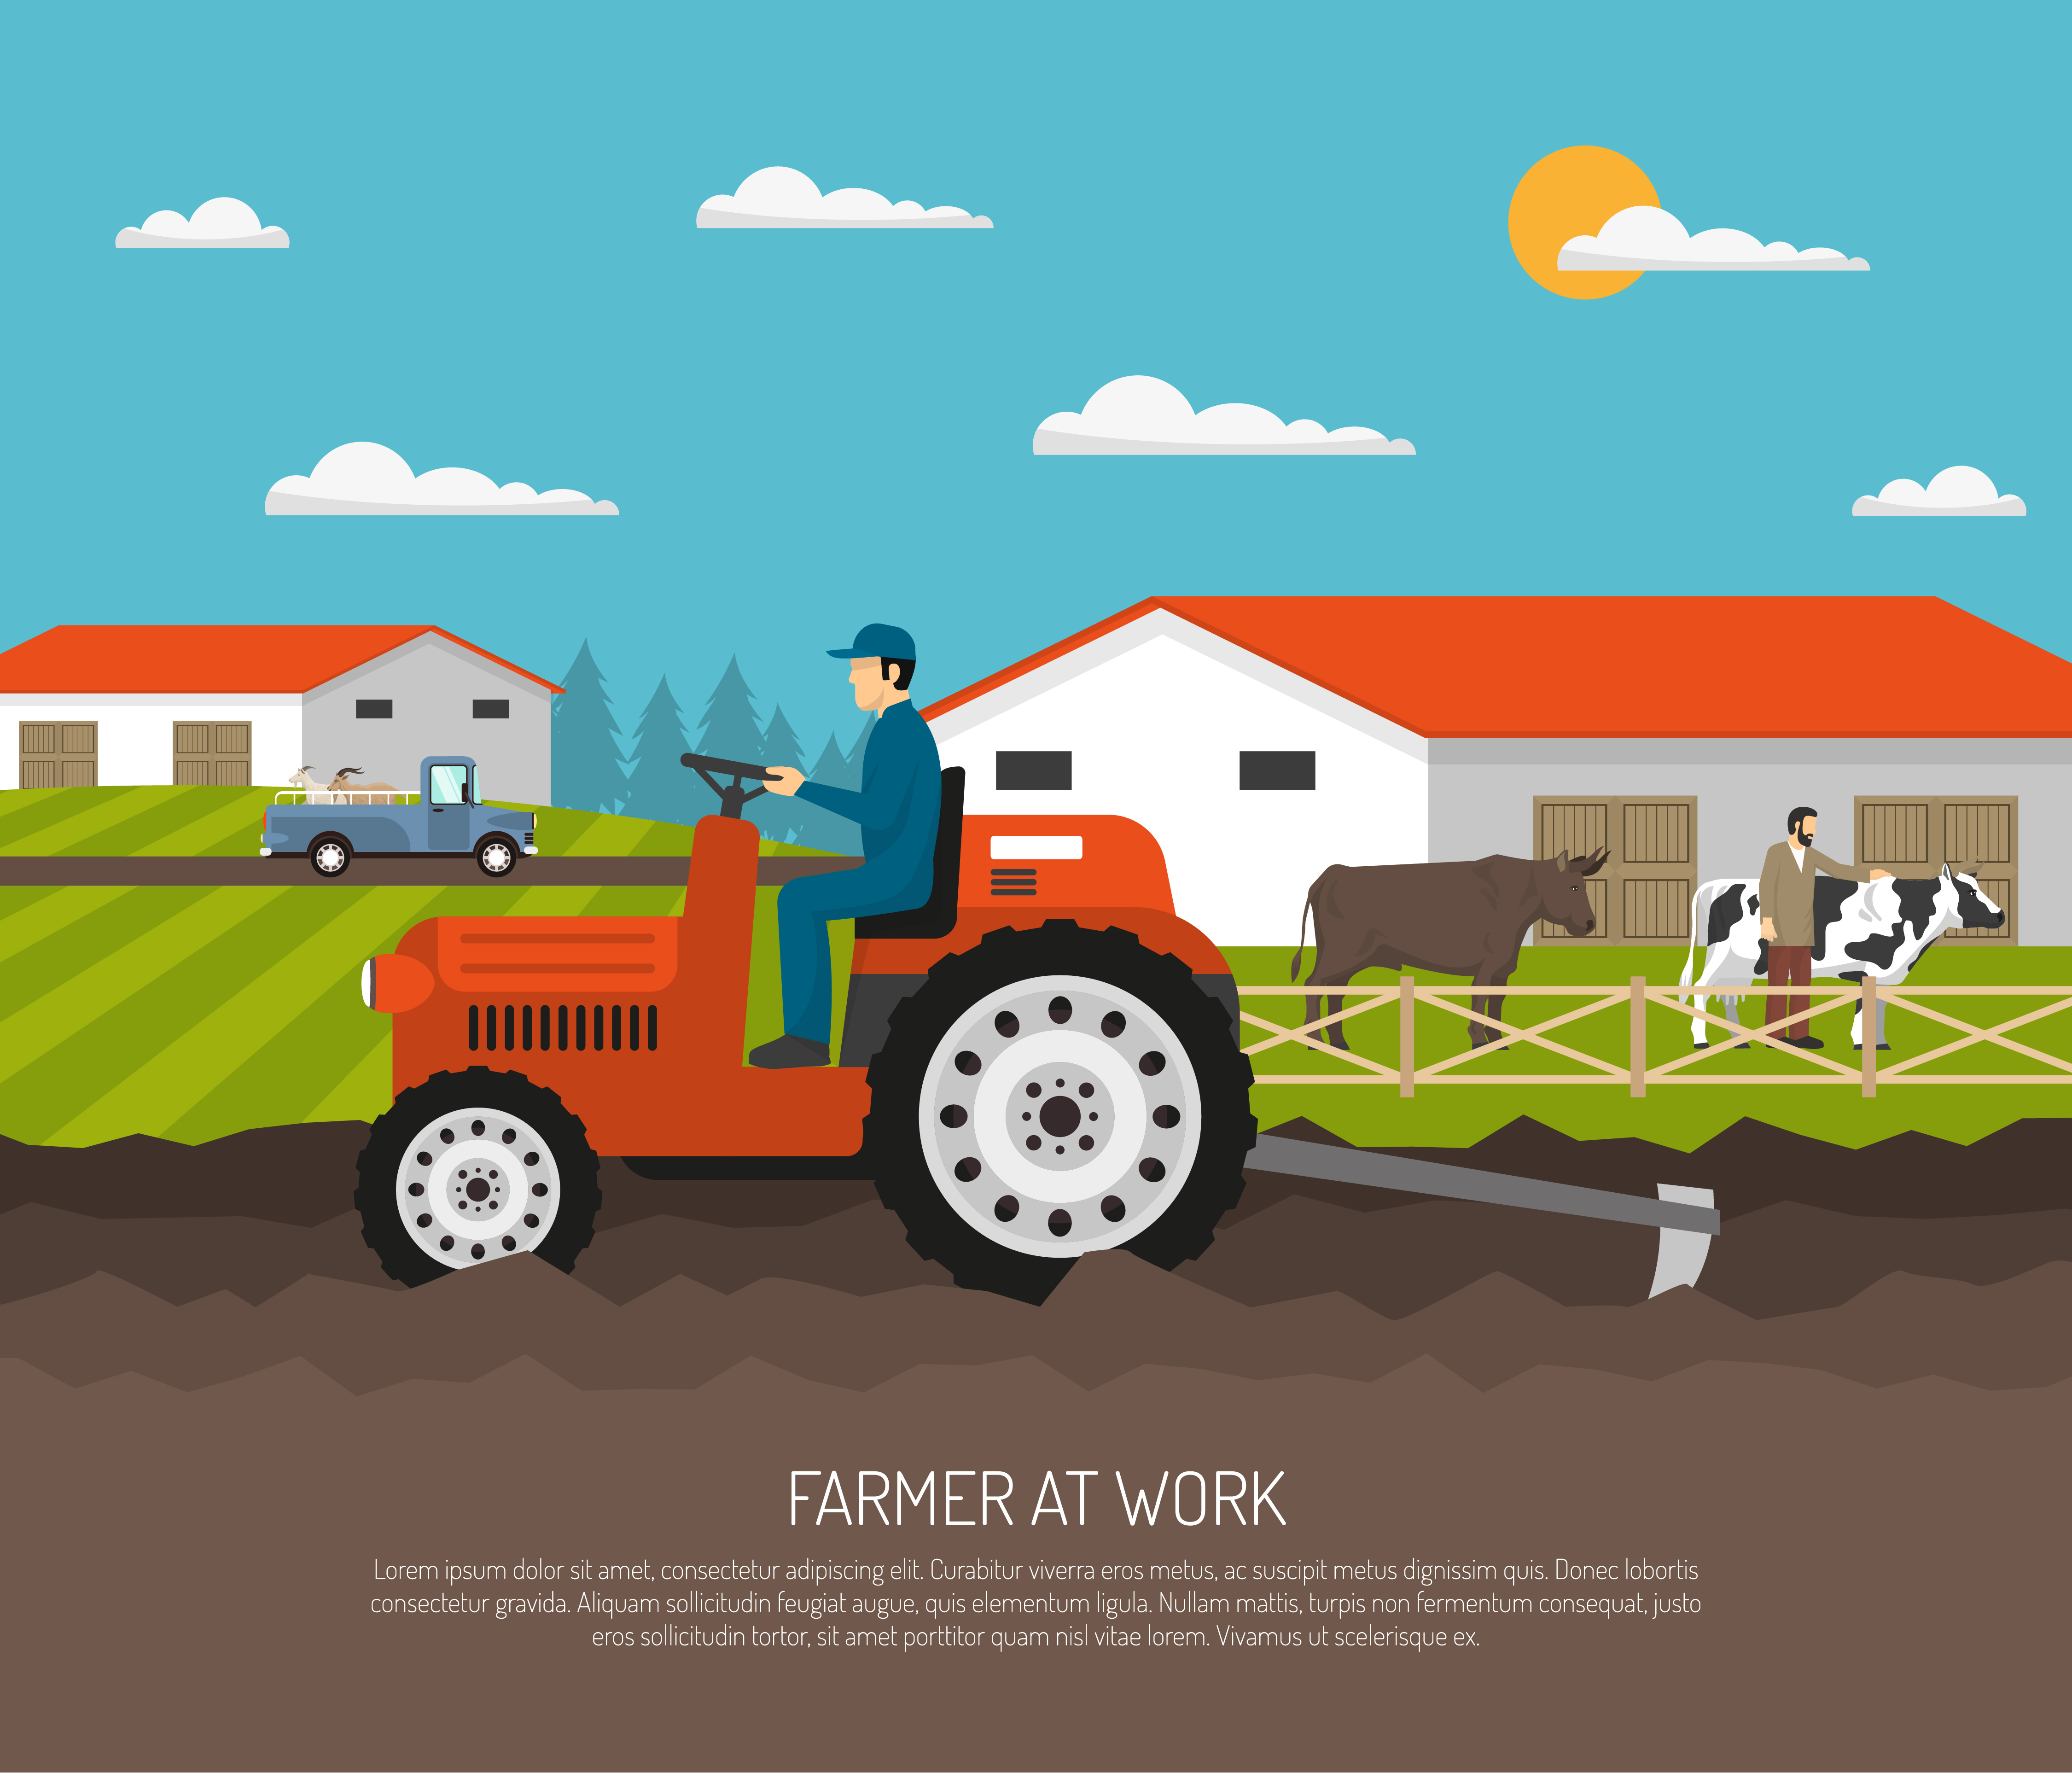 FARMER AT WORK
Lorem ipsum dolor sit amet, consectetur adipiscing elit. Curabitur viverra eros metus, ac suscipit metus dignissim quis. Donec lobortis
consectetur gravida. Aliquam sollicitudin feugiat augue, quis elementum ligula. Nullam mattis, turpis non fermentum consequat, justo
eros sollicitudin tortor, sit amet porttitor quam nisl vitae lorem. Vivamus ut scelerisque ex.